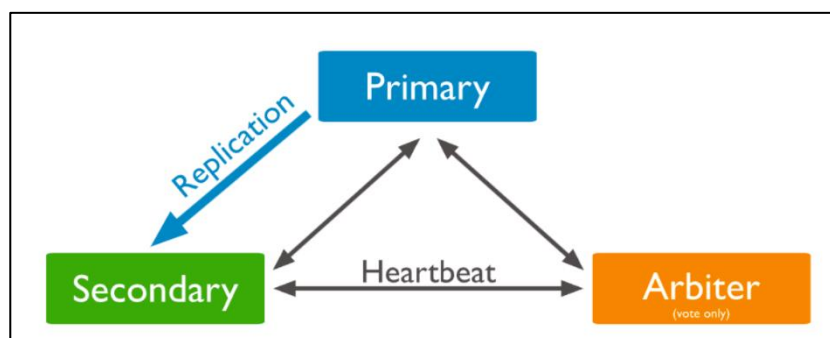 Primary
Replication
Heartbeat
Secondary
Arbiter
(vote only)